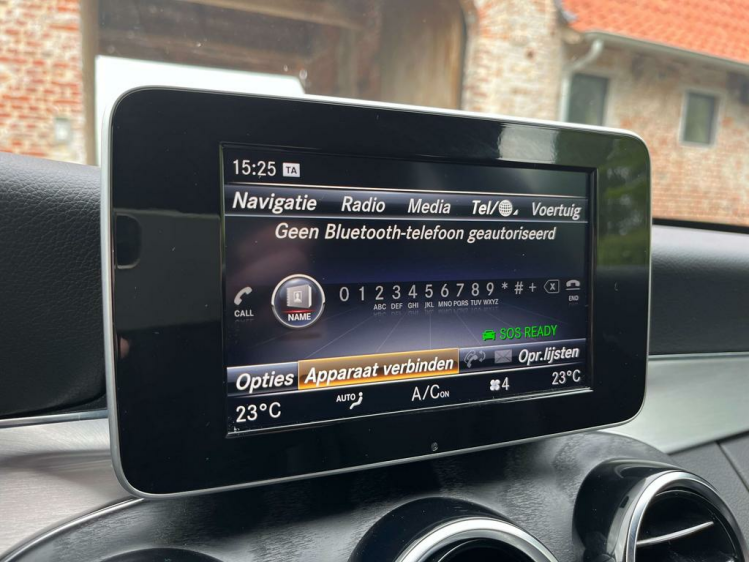 15:25 TA
Navigatie Radio Media Tel/ Voertuig
Geen Bluetooth-telefoon geautoriseerd
0 1 2 3 4 5 6 7 8 9 * # +
ABC DEF GHI JKL MNO PQRS TUV WXYZ
CALL NAME END
SOS READY
Opties Apparaat verbinden Opr.lijsten
23°C AUTO A/C ON 4 23°C